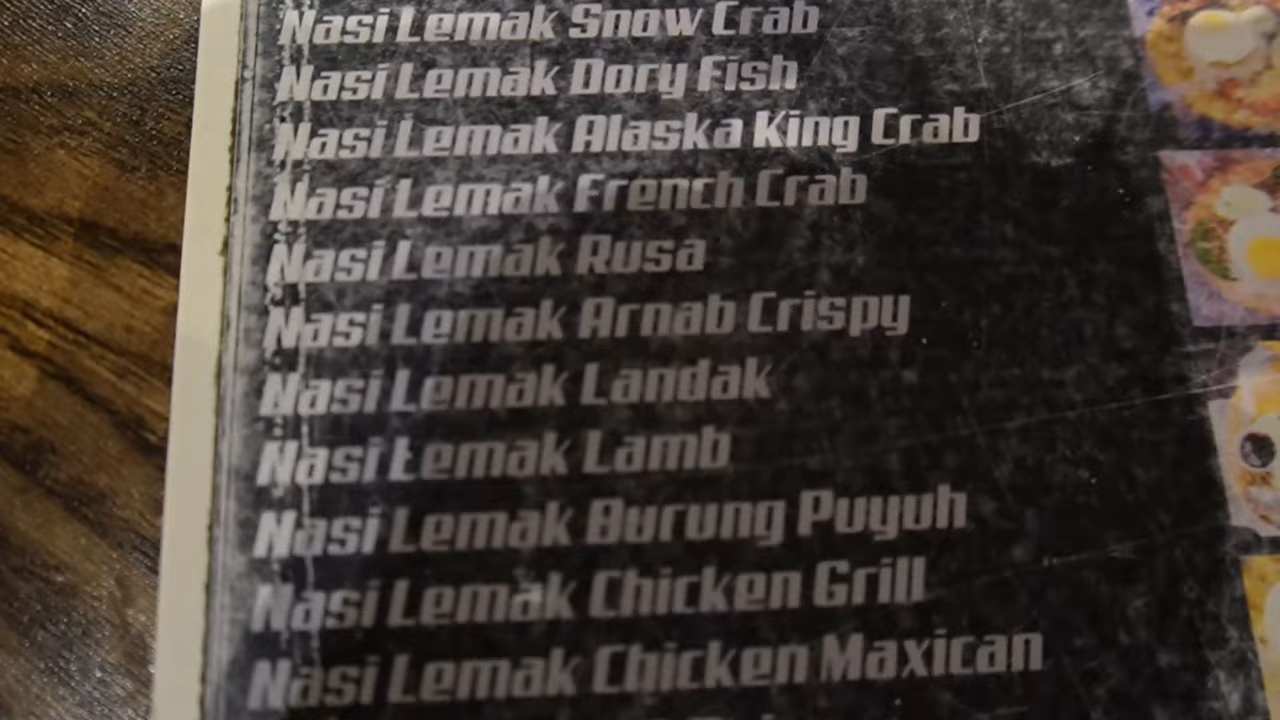 Nasi Lemak Snow Crab
Nasi Lemak Dory Fish
Nasi Lemak Alaska King Crab
Nasi Lemak French Crab
Nasi Lemak Rusa
Nasi Lemak Arnab Crispy
Nasi Lemak Landak
Nasi Lemak Lamb
Nasi Lemak Burung Puyuh
Nasi Lemak Chicken Grill
Nasi Lemak Chicken Maxican